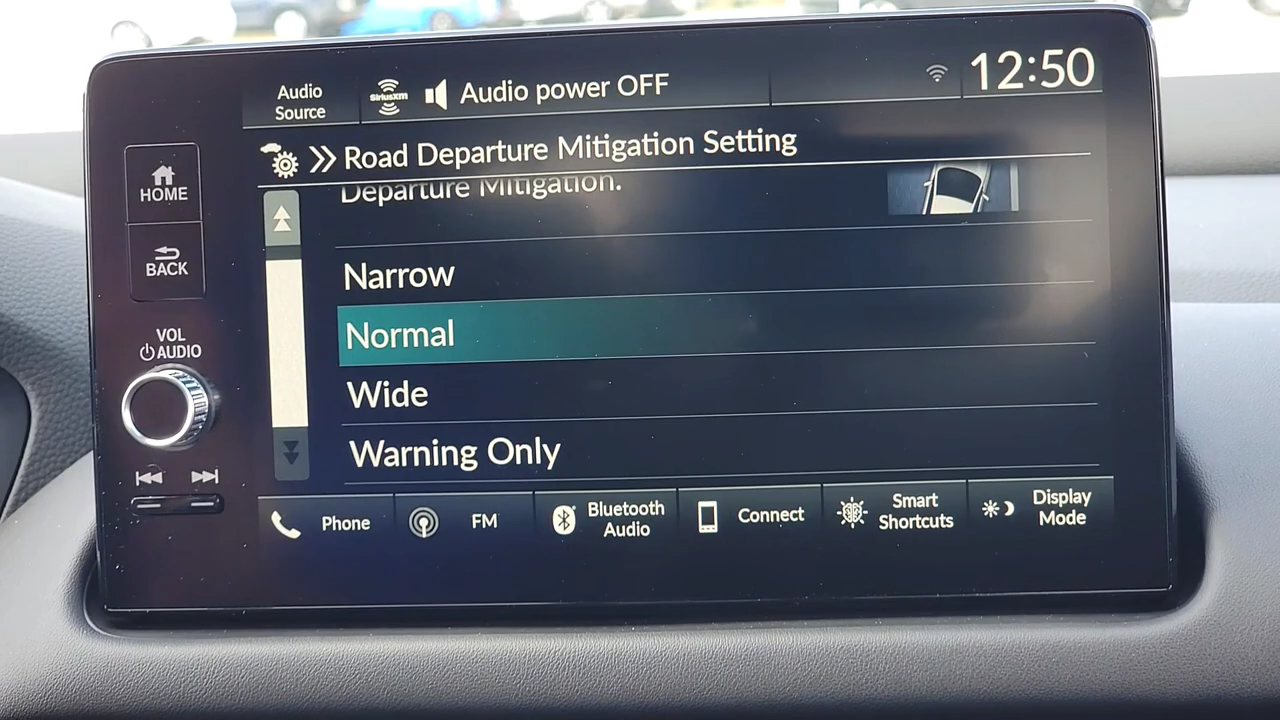 Audio
Source
SiriusXM
Audio power OFF
12:50
Road Departure Mitigation Setting
Departure Mitigation.
HOME
BACK
VOL
AUDIO
Narrow
Normal
Wide
Warning Only
Phone
FM
Bluetooth
Audio
Connect
Smart
Shortcuts
Display
Mode